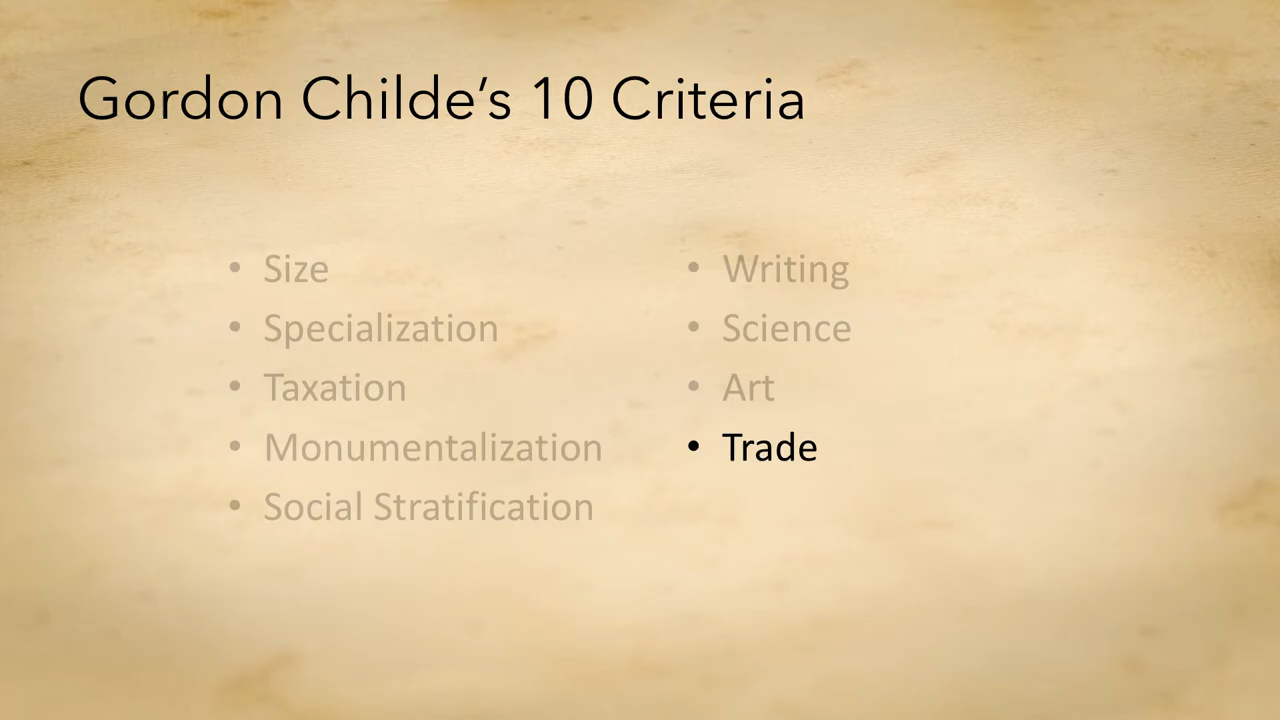 Gordon Childe’s 10 Criteria
• Size
• Specialization
• Taxation
• Monumentalization
• Social Stratification
• Writing
• Science
• Art
• Trade